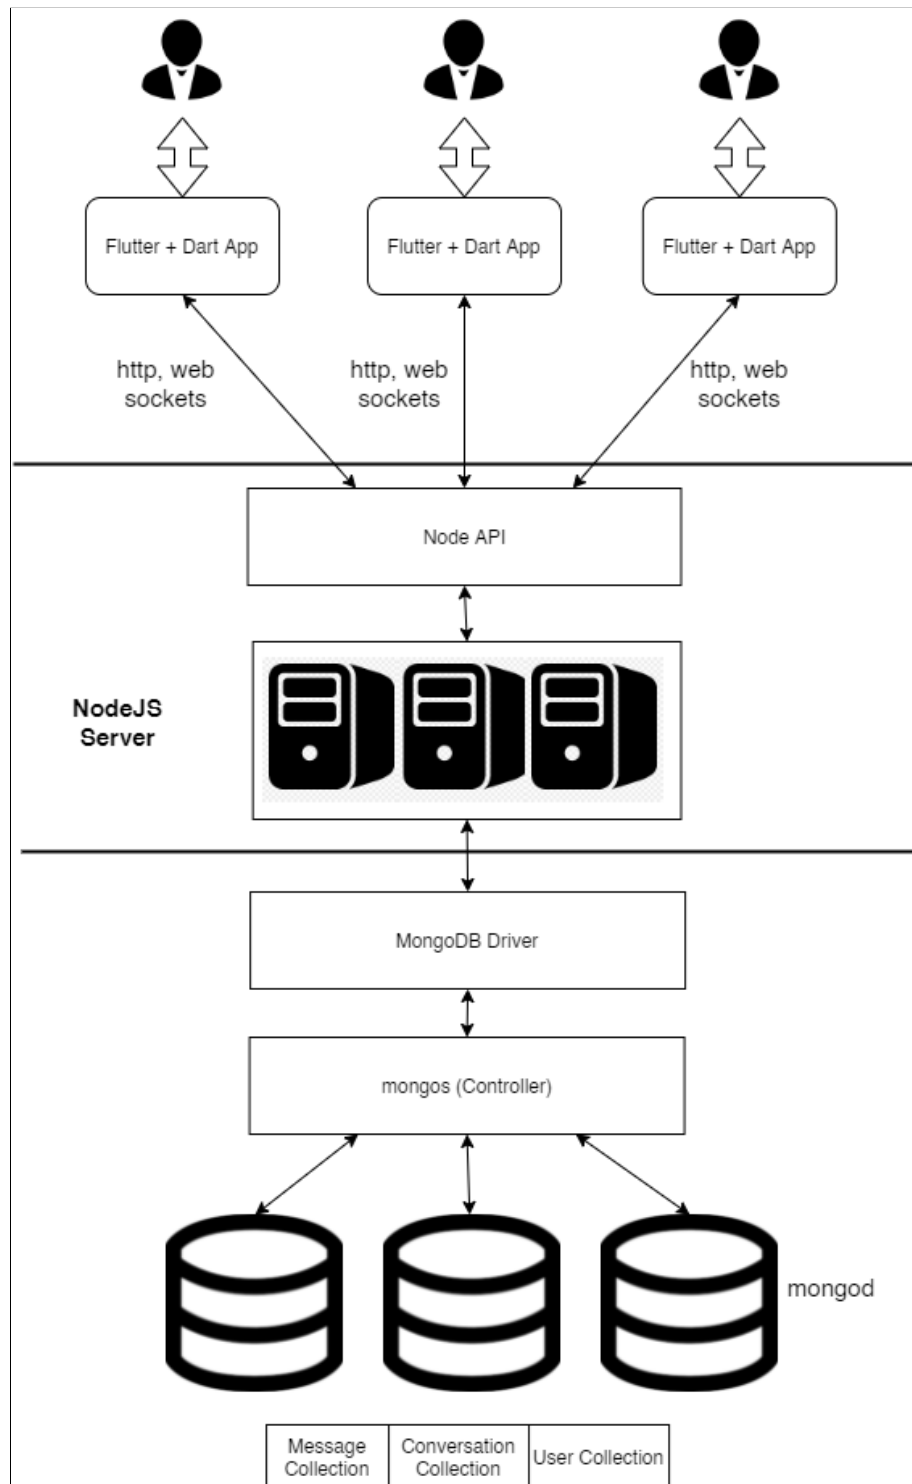 Flutter + Dart App
Flutter + Dart App
Flutter + Dart App
http, web
sockets
http, web
sockets
http, web
sockets
Node API
NodeJS
Server
MongoDB Driver
mongos (Controller)
mongod
Message
Collection
Conversation
Collection
User Collection